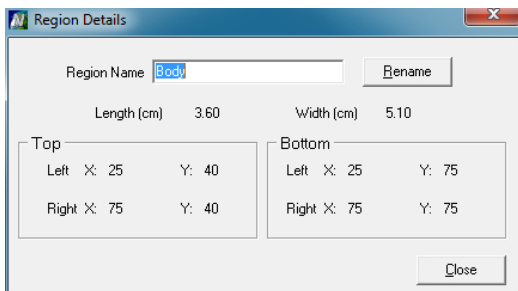 Region Details
Region Name Body Rename
Length (cm) 3.60 Width (cm) 5.10
Top
Left X: 25 Y: 40
Right X: 75 Y: 40
Bottom
Left X: 25 Y: 75
Right X: 75 Y: 75
Close